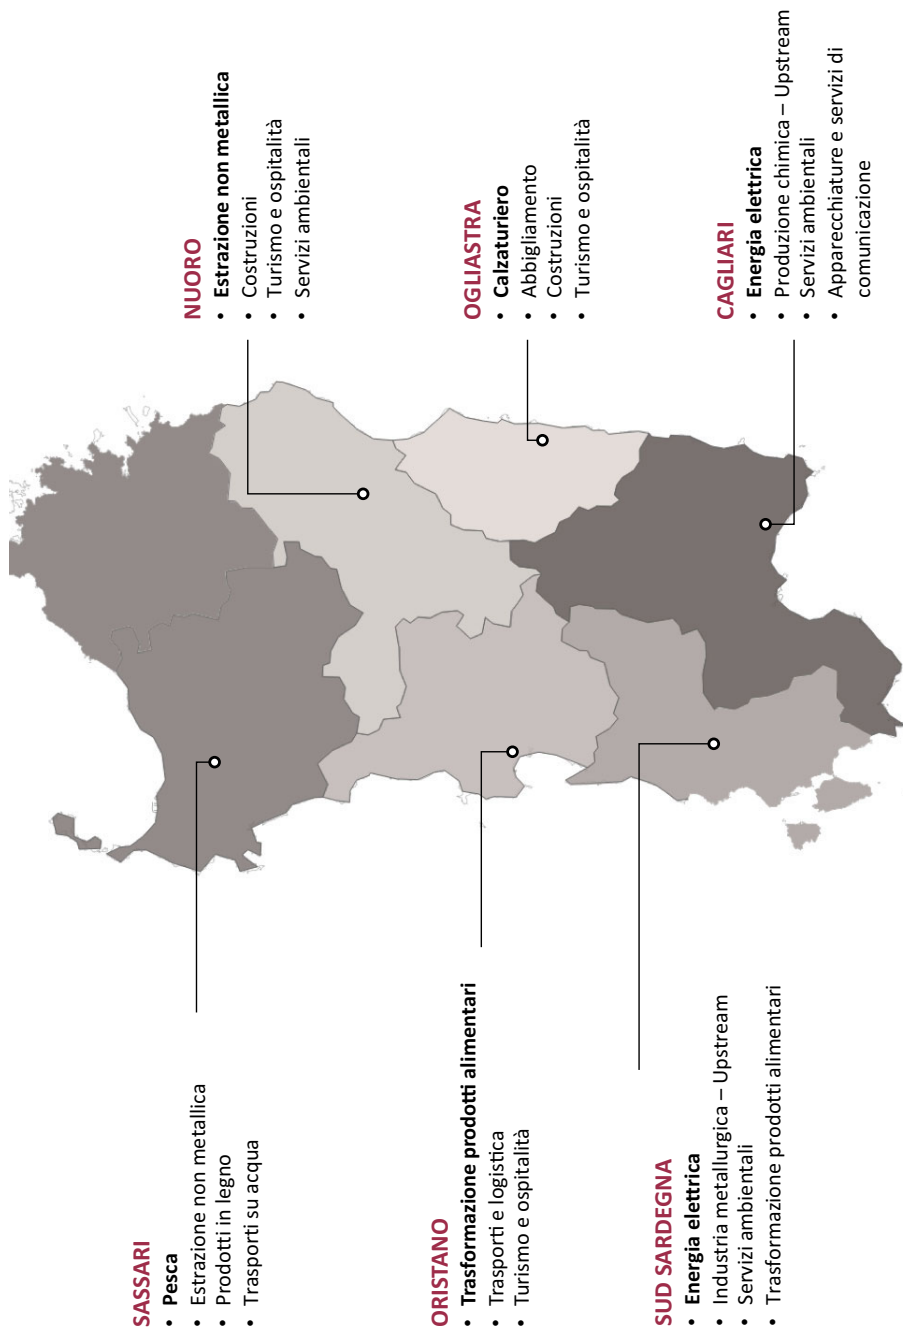 SASSARI
• Pesca
• Estrazione non metallica
• Prodotti in legno
• Trasporti su acqua
ORISTANO
• Trasformazione prodotti alimentari
• Trasporti e logistica
• Turismo e ospitalità
SUD SARDEGNA
• Energia elettrica
• Industria metallurgica – Upstream
• Servizi ambientali
• Trasformazione prodotti alimentari
NUORO
• Estrazione non metallica
• Costruzioni
• Turismo e ospitalità
• Servizi ambientali
OGLIASTRA
• Calzaturiero
• Abbigliamento
• Costruzioni
• Turismo e ospitalità
CAGLIARI
• Energia elettrica
• Produzione chimica – Upstream
• Servizi ambientali
• Apparecchiature e servizi di
comunicazione